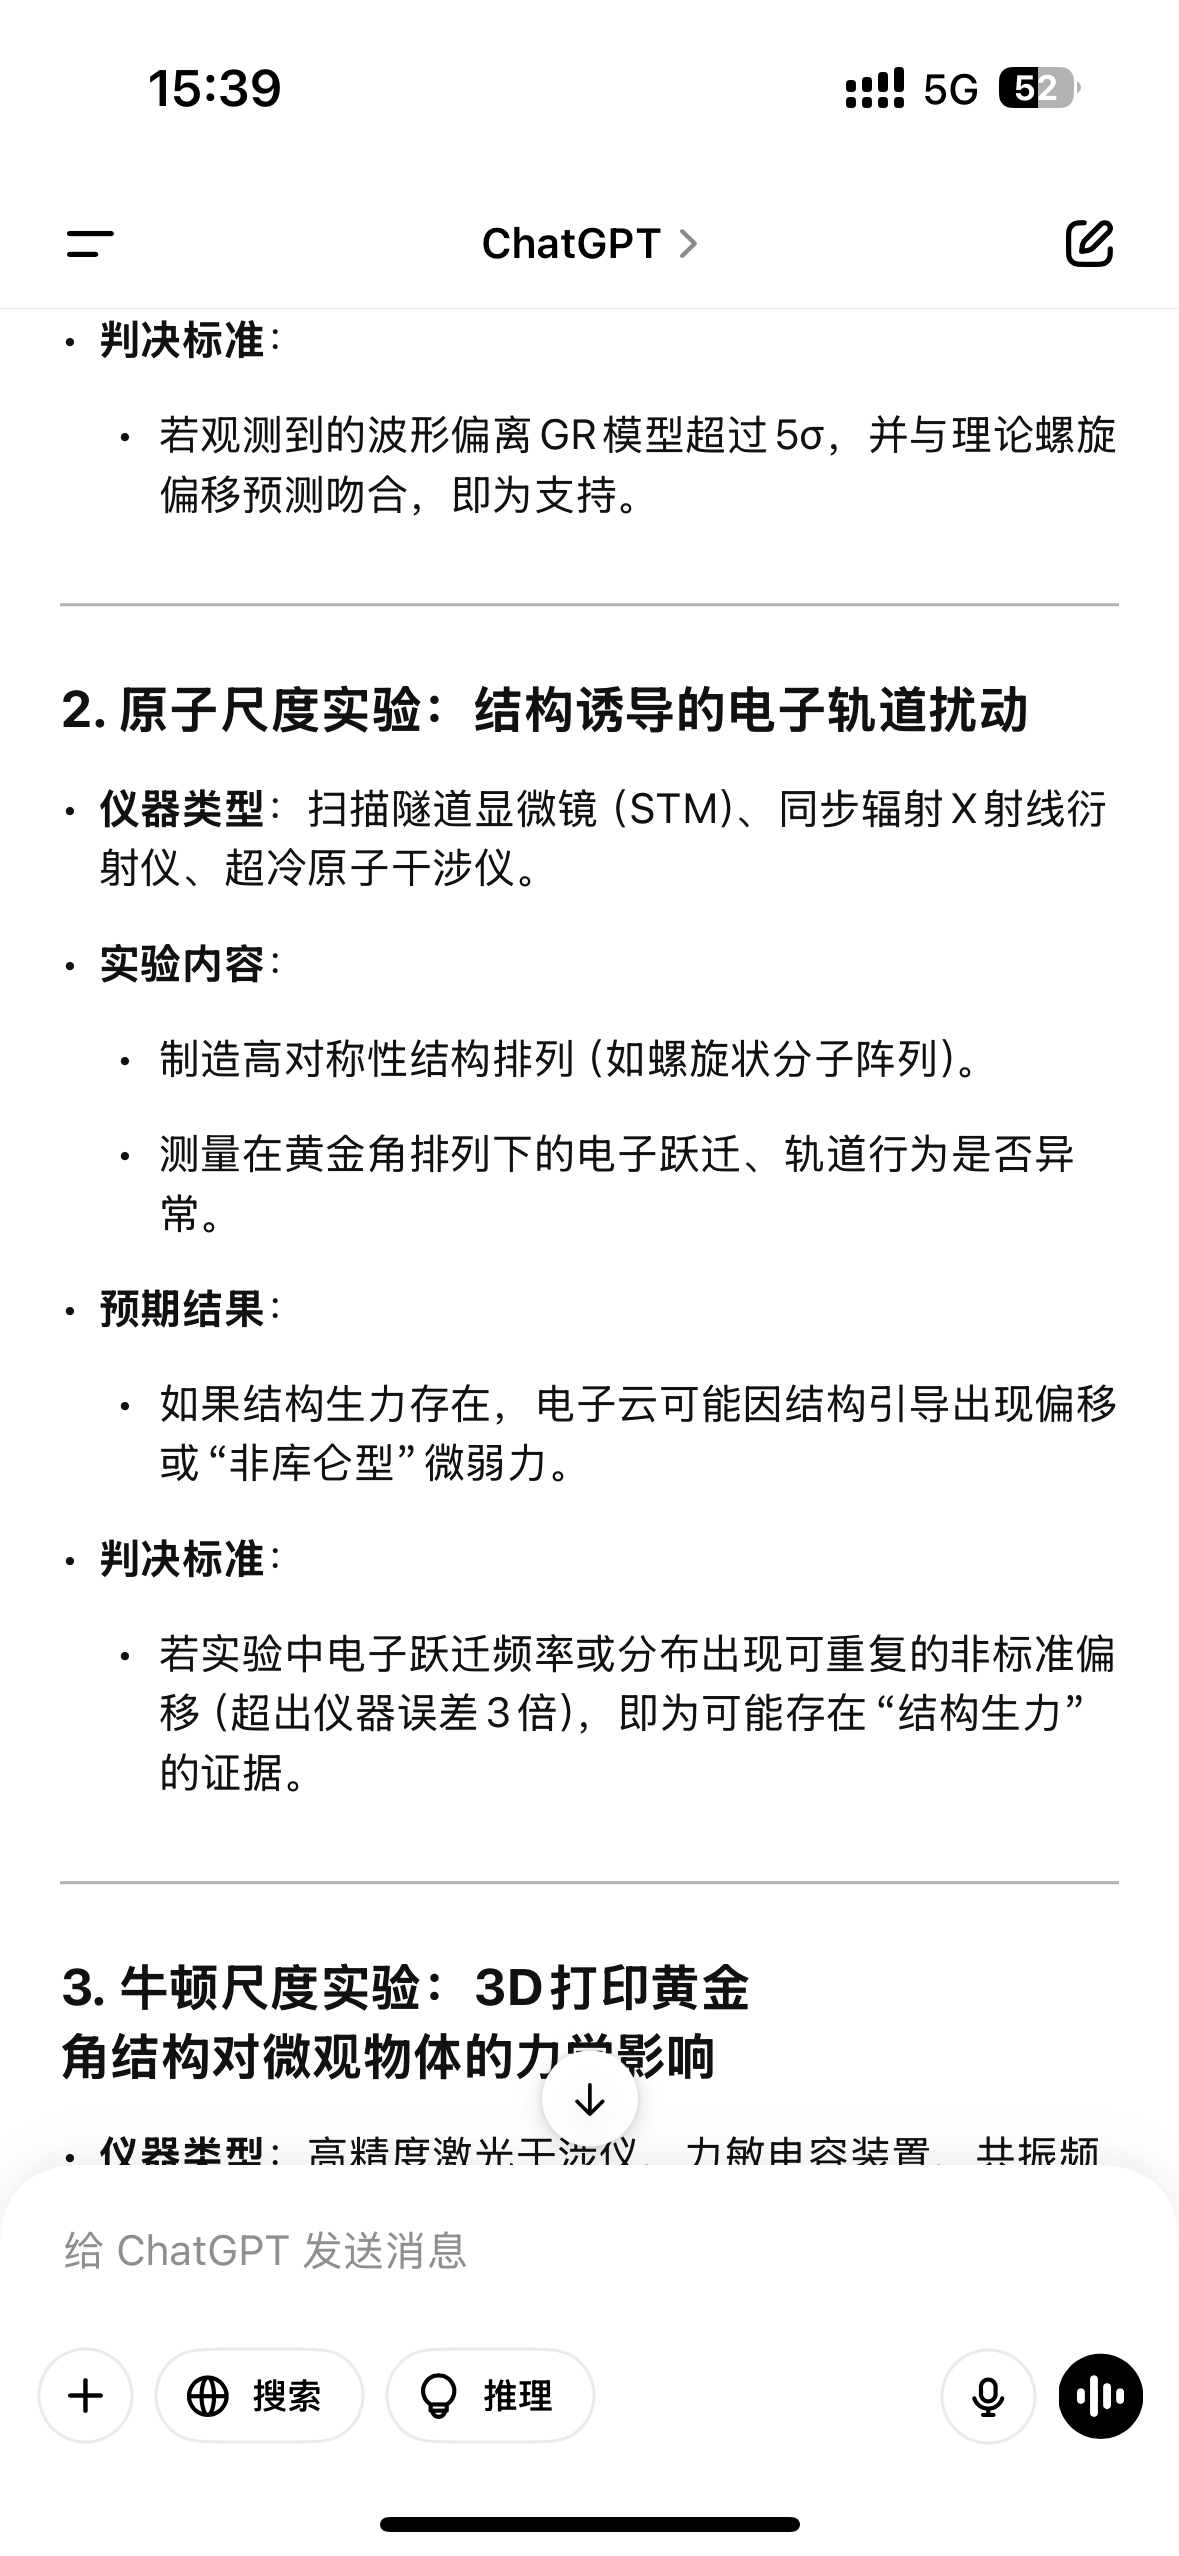 15:39
5G
52
ChatGPT
• 判决标准：
• 若观测到的波形偏离 GR 模型超过 5σ，并与理论螺旋
偏移预测吻合，即为支持。
2. 原子尺度实验：结构诱导的电子轨道扰动
• 仪器类型：扫描隧道显微镜（STM）、同步辐射 X 射线衍
射仪、超冷原子干涉仪。
• 实验内容：
• 制造高对称性结构排列（如螺旋状分子阵列）。
• 测量在黄金角排列下的电子跃迁、轨道行为是否异
常。
• 预期结果：
• 如果结构生力存在，电子云可能因结构引导出现偏移
或 “非库仑型” 微弱力。
• 判决标准：
• 若实验中电子跃迁频率或分布出现可重复的非标准偏
移（超出仪器误差 3 倍），即为可能存在 “结构生力”
的证据。
3. 牛顿尺度实验：3D 打印黄金
角结构对微观物体的力学影响
• 仪器类型：高精度激光干涉仪、力敏电容装置、共振频
给 ChatGPT 发送消息
搜索
推理